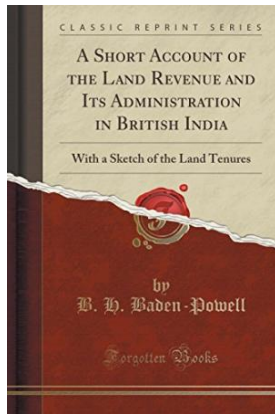 CLASSIC REPRINT SERIES
A SHORT ACCOUNT
OF THE LAND REVENUE AND
ITS ADMINISTRATION
IN BRITISH INDIA
With a Sketch of the Land Tenures
by
B. H. Baden-Powell
Forgotten Books